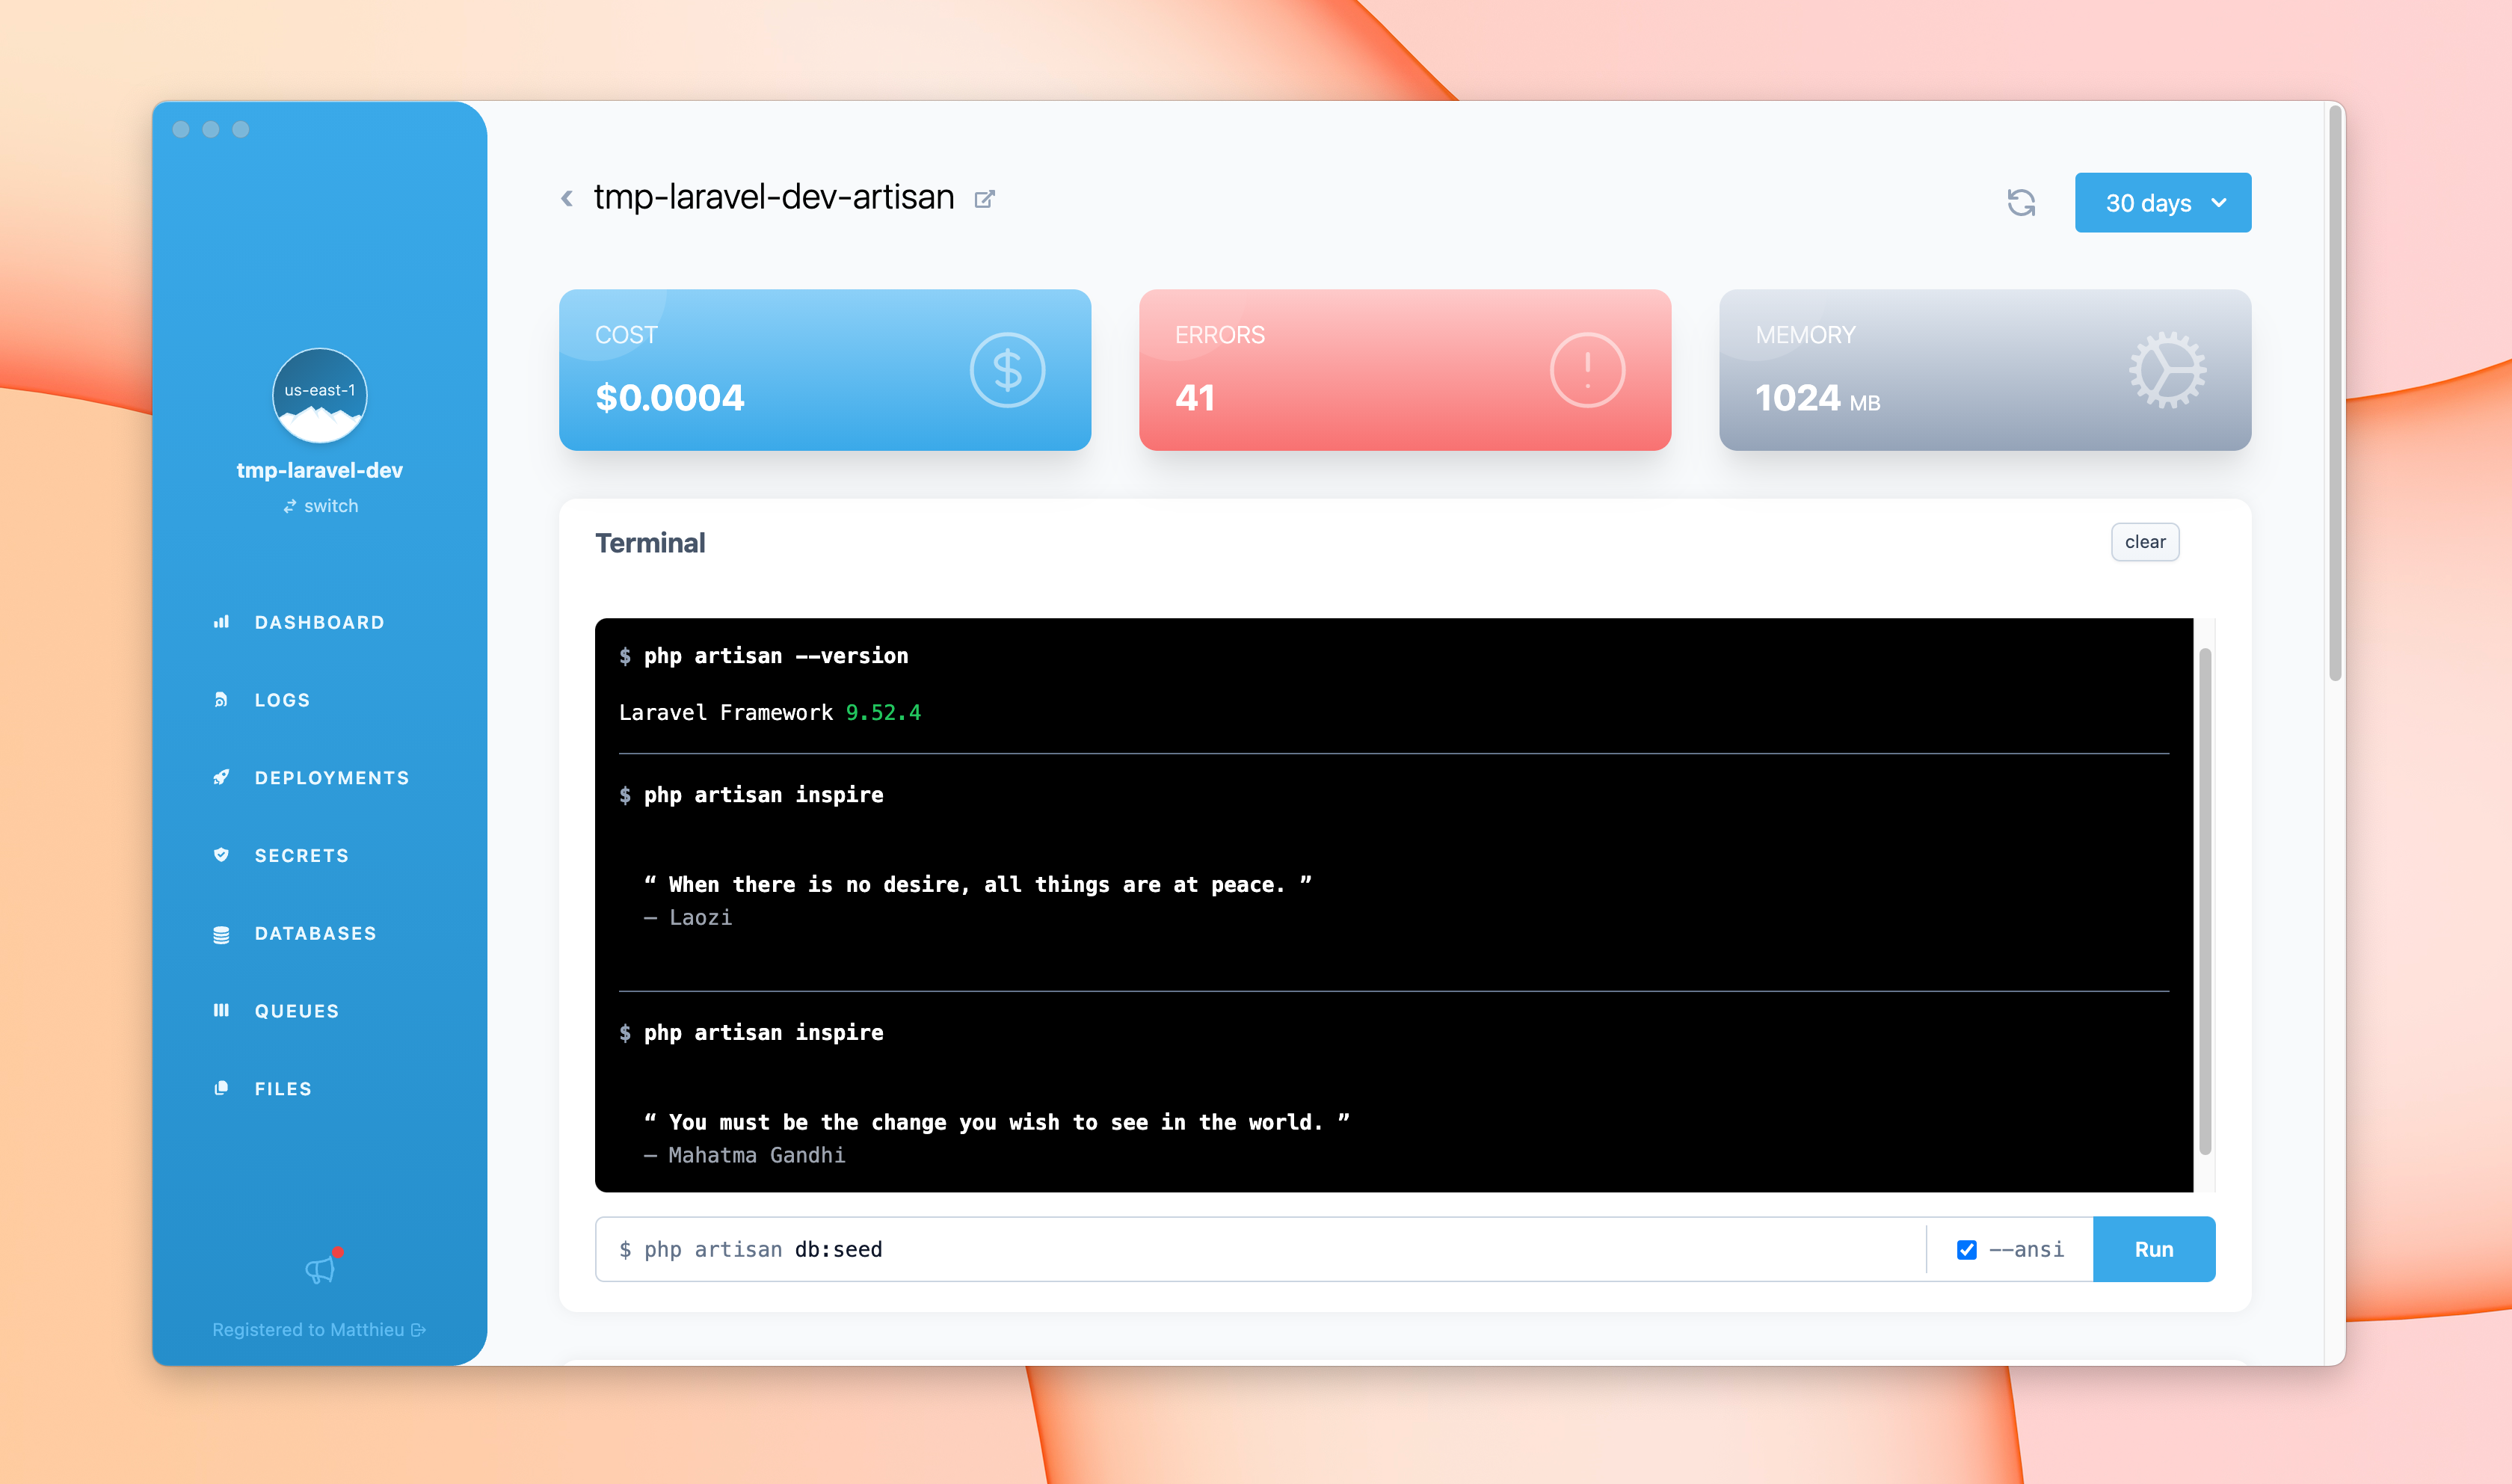 us-east-1
tmp-laravel-dev
switch
DASHBOARD
LOGS
DEPLOYMENTS
SECRETS
DATABASES
QUEUES
FILES
Registered to Matthieu
tmp-laravel-dev-artisan
30 days
COST
$0.0004
ERRORS
41
MEMORY
1024 MB
Terminal
clear
$ php artisan --version
Laravel Framework 9.52.4
$ php artisan inspire
“ When there is no desire, all things are at peace. ”
— Laozi
$ php artisan inspire
“ You must be the change you wish to see in the world. ”
— Mahatma Gandhi
$ php artisan db:seed
--ansi
Run